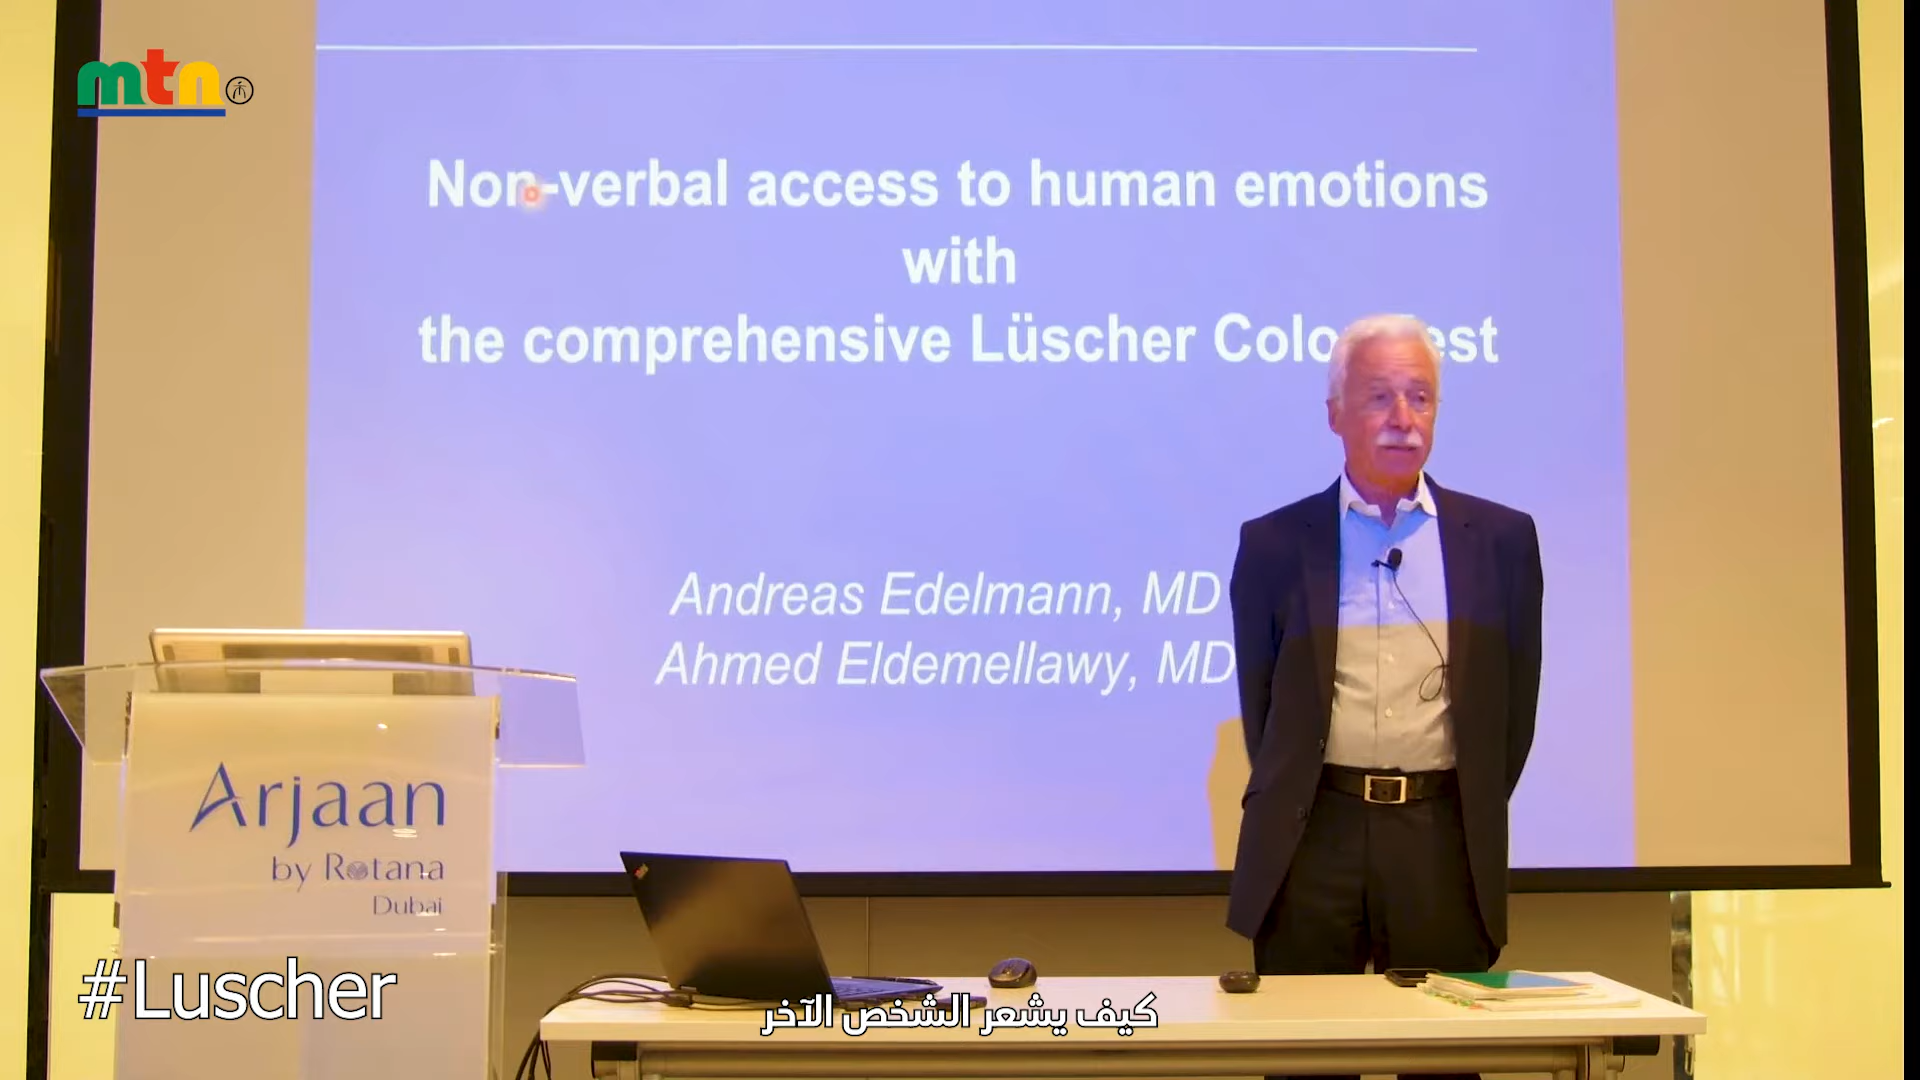 mtn
Non-verbal access to human emotions
with
the comprehensive Lüscher Colo est
Andreas Edelmann, MD
Ahmed Eldemellawy, MD
Arjaan
by Rotana
Dubai
#Luscher
كيف يشعر الشخص الآخر